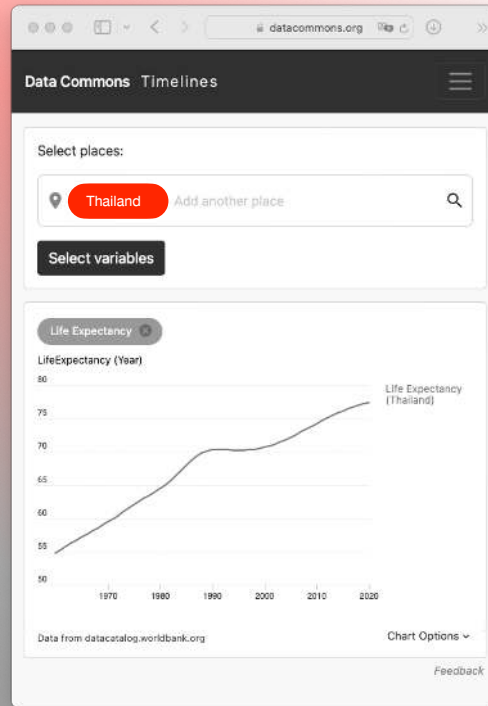 datacommons.org
Data Commons Timelines
Select places:
Thailand Add another place
Select variables
Life Expectancy
LifeExpectancy (Year)
80
75
70
65
60
55
50
1970 1980 1990 2000 2010 2020
Life Expectancy
(Thailand)
Data from datacatalog.worldbank.org
Chart Options
Feedback